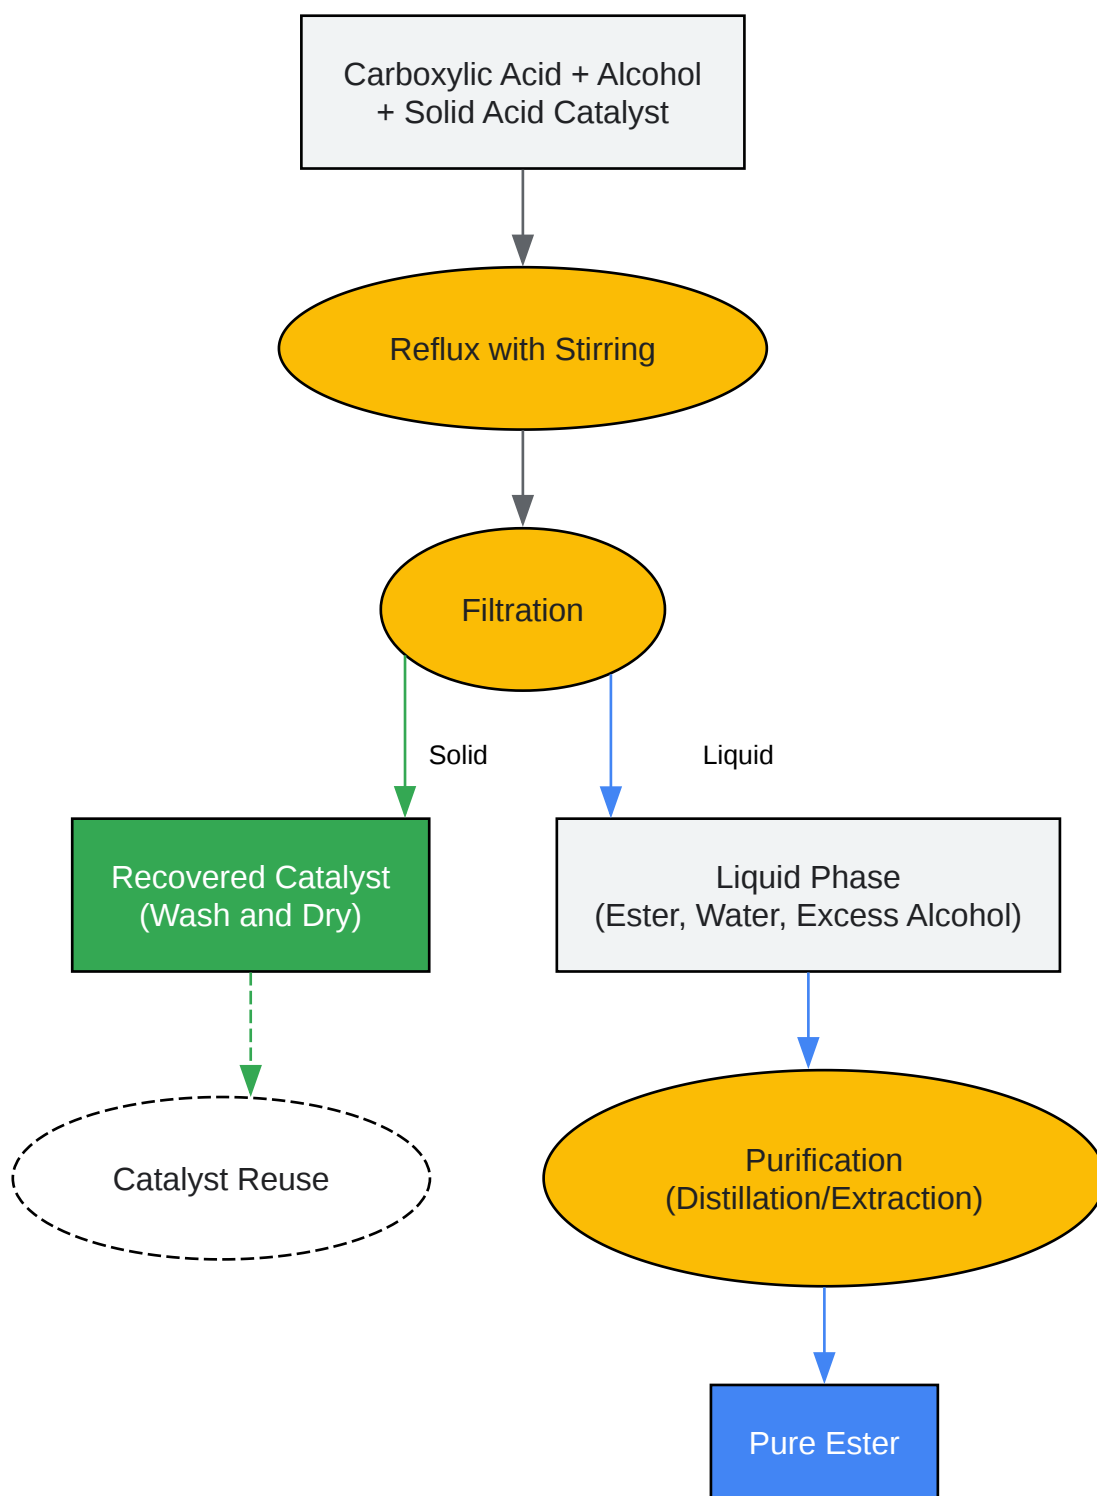 Carboxylic Acid + Alcohol
+ Solid Acid Catalyst
Reflux with Stirring
Filtration
Solid
Liquid
Recovered Catalyst
(Wash and Dry)
Liquid Phase
(Ester, Water, Excess Alcohol)
Catalyst Reuse
Purification
(Distillation/Extraction)
Pure Ester